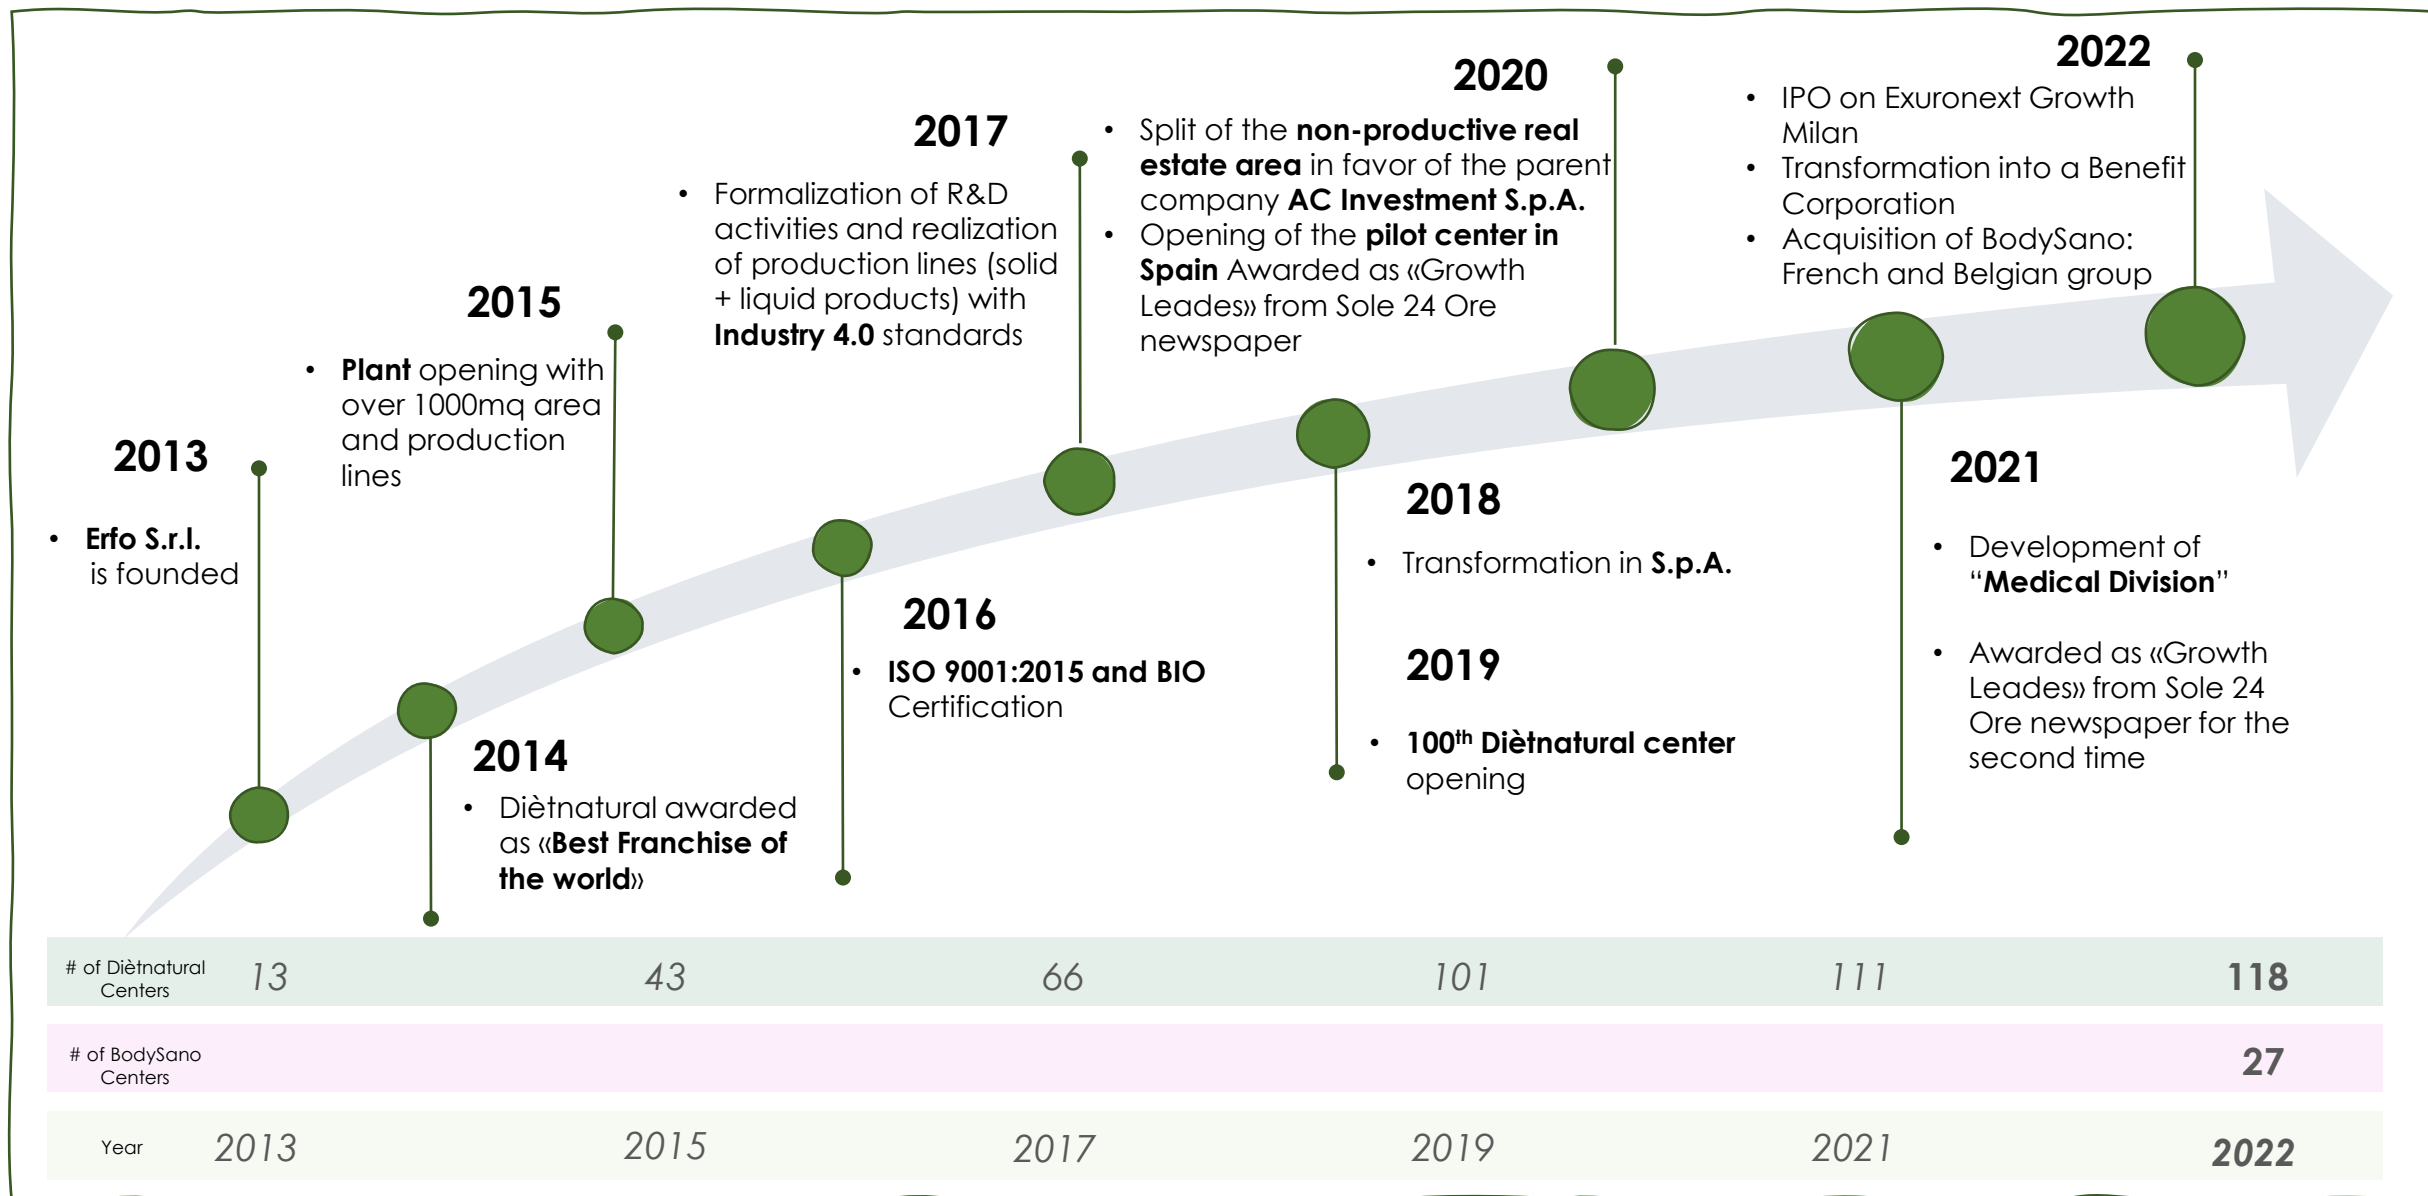 2013
• Erfo S.r.l.
is founded
2014
• Diètnatural awarded
as «Best Franchise of
the world»
2015
• Plant opening with
over 1000mq area
and production
lines
2016
• ISO 9001:2015 and BIO
Certification
2017
• Formalization of R&D
activities and realization
of production lines (solid
+ liquid products) with
Industry 4.0 standards
2018
• Transformation in S.p.A.
2019
• 100th Diètnatural center
opening
2020
• Split of the non-productive real
estate area in favor of the parent
company AC Investment S.p.A.
• Opening of the pilot center in
Spain Awarded as «Growth
Leades» from Sole 24 Ore
newspaper
2021
• Development of
“Medical Division”
• Awarded as «Growth
Leades» from Sole 24
Ore newspaper for the
second time
2022
• IPO on Exuronext Growth
Milan
• Transformation into a Benefit
Corporation
• Acquisition of BodySano:
French and Belgian group
# of Diètnatural
Centers
13 43 66 101 111 118
# of BodySano
Centers
27
Year 2013 2015 2017 2019 2021 2022